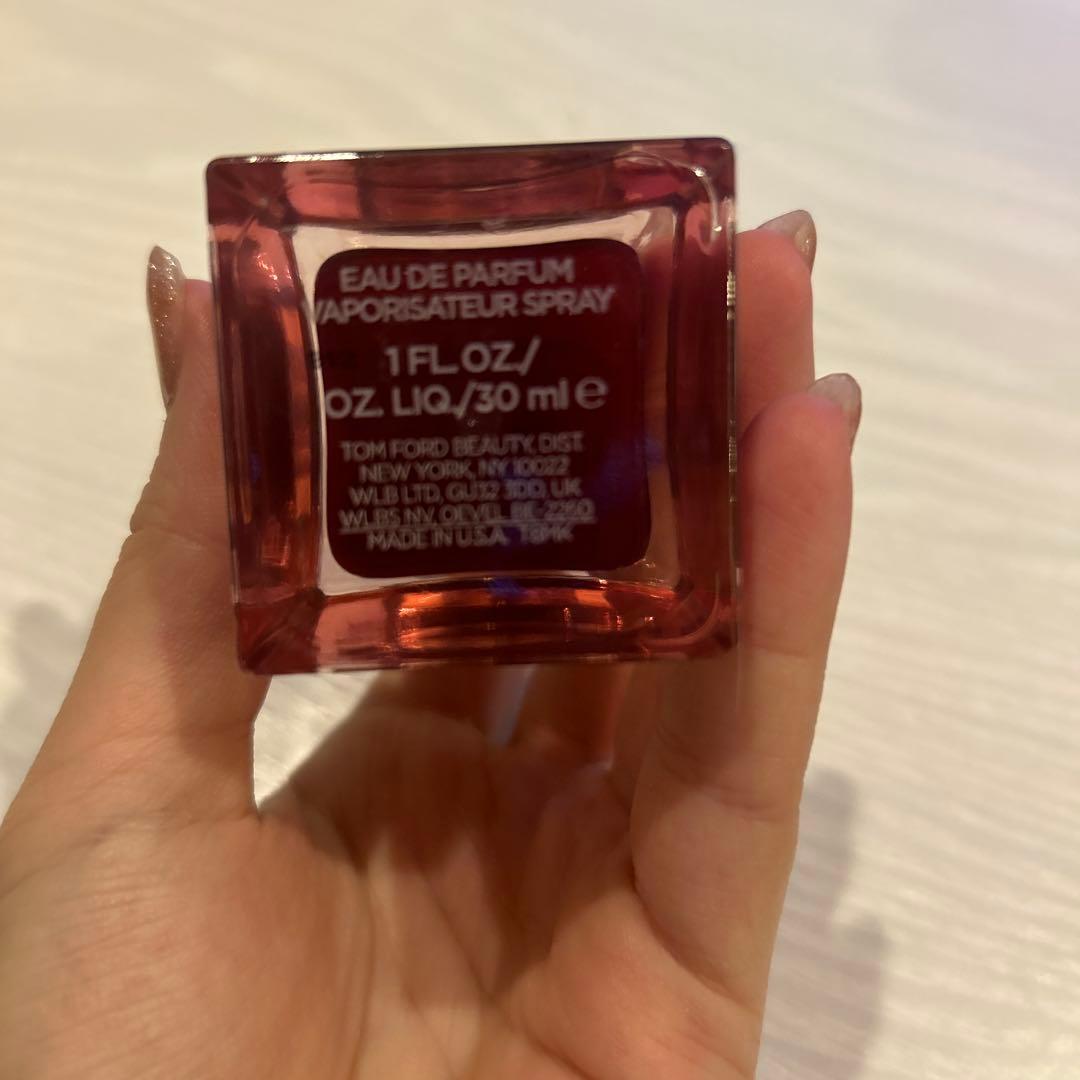 EAU DE PARFUM
VAPORISATEUR SPRAY
1 FL.OZ./
OZ. LIQ./30 ml e
TOM FORD BEAUTY, DIST.
NEW YORK, NY 10022
WLB LTD, GU32 3DD, UK
WLBS NV, OEVEL BE-2260
MADE IN U.S.A.